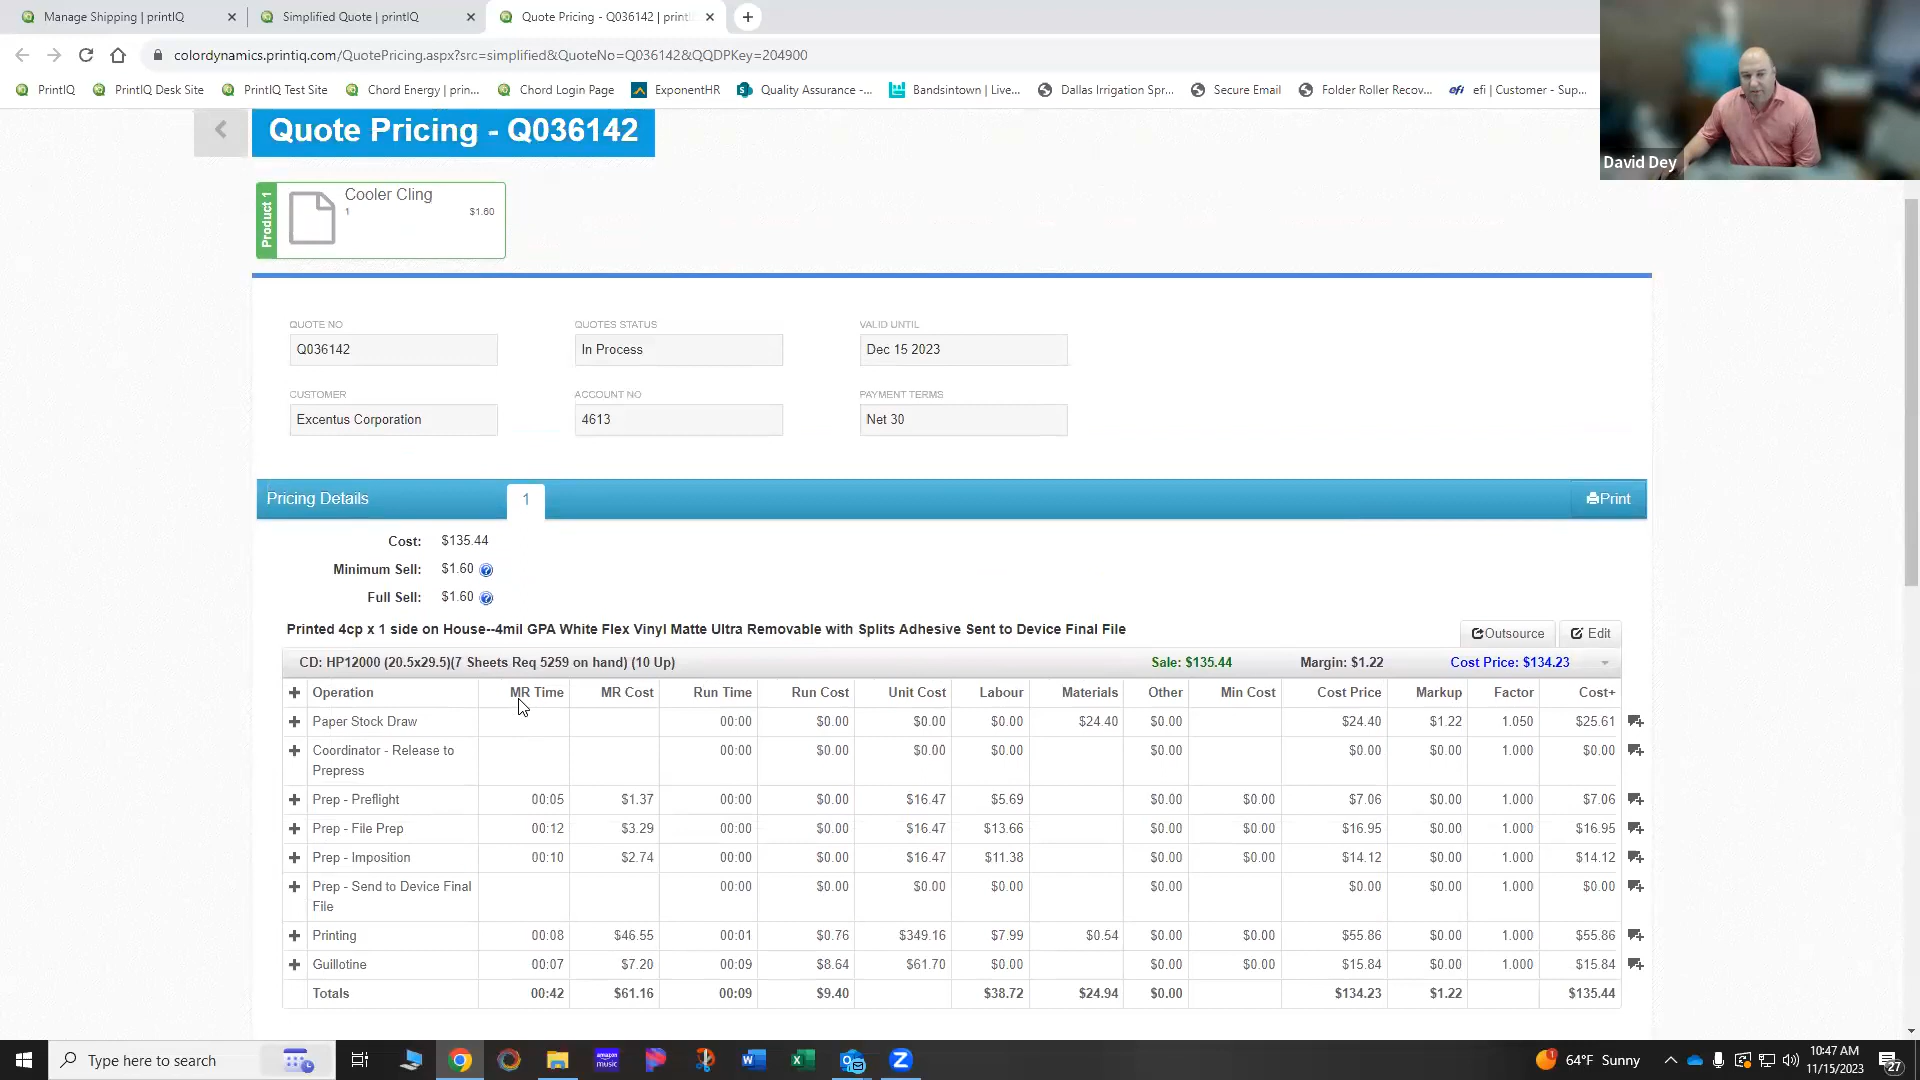 Manage Shipping | printIQ
Simplified Quote | printIQ
Quote Pricing - Q036142 | print
colordynamics.printiq.com/QuotePricing.aspx?src=simplified&QuoteNo=Q036142&QQDPKey=204900
PrintIQ
PrintIQ Desk Site
PrintIQ Test Site
Chord Energy | prin...
Chord Login Page
ExponentHR
Quality Assurance -...
Bandsintown | Live...
Dallas Irrigation Spr...
Secure Email
Folder Roller Recov...
efi | Customer - Sup...
David Dey
Quote Pricing - Q036142
Product 1
Cooler Cling
1 $1.60
QUOTE NO QUOTES STATUS VALID UNTIL
Q036142 In Process Dec 15 2023
CUSTOMER ACCOUNT NO PAYMENT TERMS
Excentus Corporation 4613 Net 30
Pricing Details 1 Print
Cost: $135.44
Minimum Sell: $1.60
Full Sell: $1.60
Printed 4cp x 1 side on House--4mil GPA White Flex Vinyl Matte Ultra Removable with Splits Adhesive Sent to Device Final File
Outsource Edit
CD: HP12000 (20.5x29.5)(7 Sheets Req 5259 on hand) (10 Up) Sale: $135.44 Margin: $1.22 Cost Price: $134.23
Operation MR Time MR Cost Run Time Run Cost Unit Cost Labour Materials Other Min Cost Cost Price Markup Factor Cost+
Paper Stock Draw 00:00 $0.00 $0.00 $0.00 $24.40 $0.00 $24.40 $1.22 1.050 $25.61
Coordinator - Release to 00:00 $0.00 $0.00 $0.00 $0.00 $0.00 $0.00 1.000 $0.00
Prepress
Prep - Preflight 00:05 $1.37 00:00 $0.00 $16.47 $5.69 $0.00 $0.00 $7.06 $0.00 1.000 $7.06
Prep - File Prep 00:12 $3.29 00:00 $0.00 $16.47 $13.66 $0.00 $0.00 $16.95 $0.00 1.000 $16.95
Prep - Imposition 00:10 $2.74 00:00 $0.00 $16.47 $11.38 $0.00 $0.00 $14.12 $0.00 1.000 $14.12
Prep - Send to Device Final 00:00 $0.00 $0.00 $0.00 $0.00 $0.00 $0.00 1.000 $0.00
File
Printing 00:08 $46.55 00:01 $0.76 $349.16 $7.99 $0.54 $0.00 $0.00 $55.86 $0.00 1.000 $55.86
Guillotine 00:07 $7.20 00:09 $8.64 $61.70 $0.00 $0.00 $0.00 $15.84 $0.00 1.000 $15.84
Totals 00:42 $61.16 00:09 $9.40 $38.72 $24.94 $0.00 $134.23 $1.22 $135.44
Type here to search
amazon music
64°F Sunny
10:47 AM
11/15/2023
27